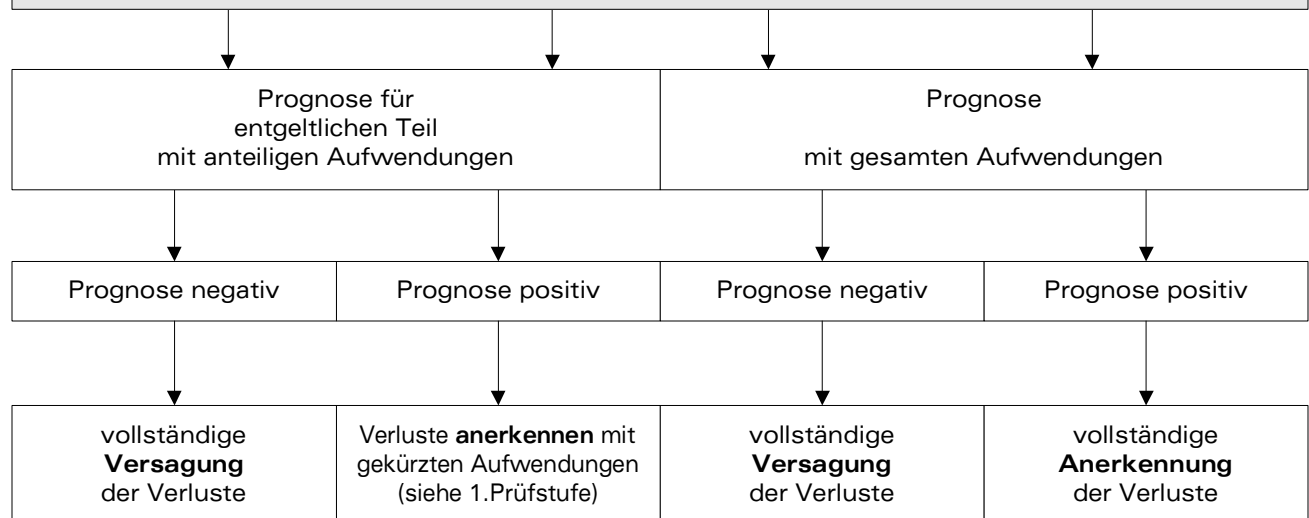 Prognose für
entgeltlichen Teil
mit anteiligen Aufwendungen
Prognose
mit gesamten Aufwendungen
Prognose negativ
Prognose positiv
Prognose negativ
Prognose positiv
vollständige
Versagung
der Verluste
Verluste anerkennen mit
gekürzten Aufwendungen
(siehe 1.Prüfstufe)
vollständige
Versagung
der Verluste
vollständige
Anerkennung
der Verluste